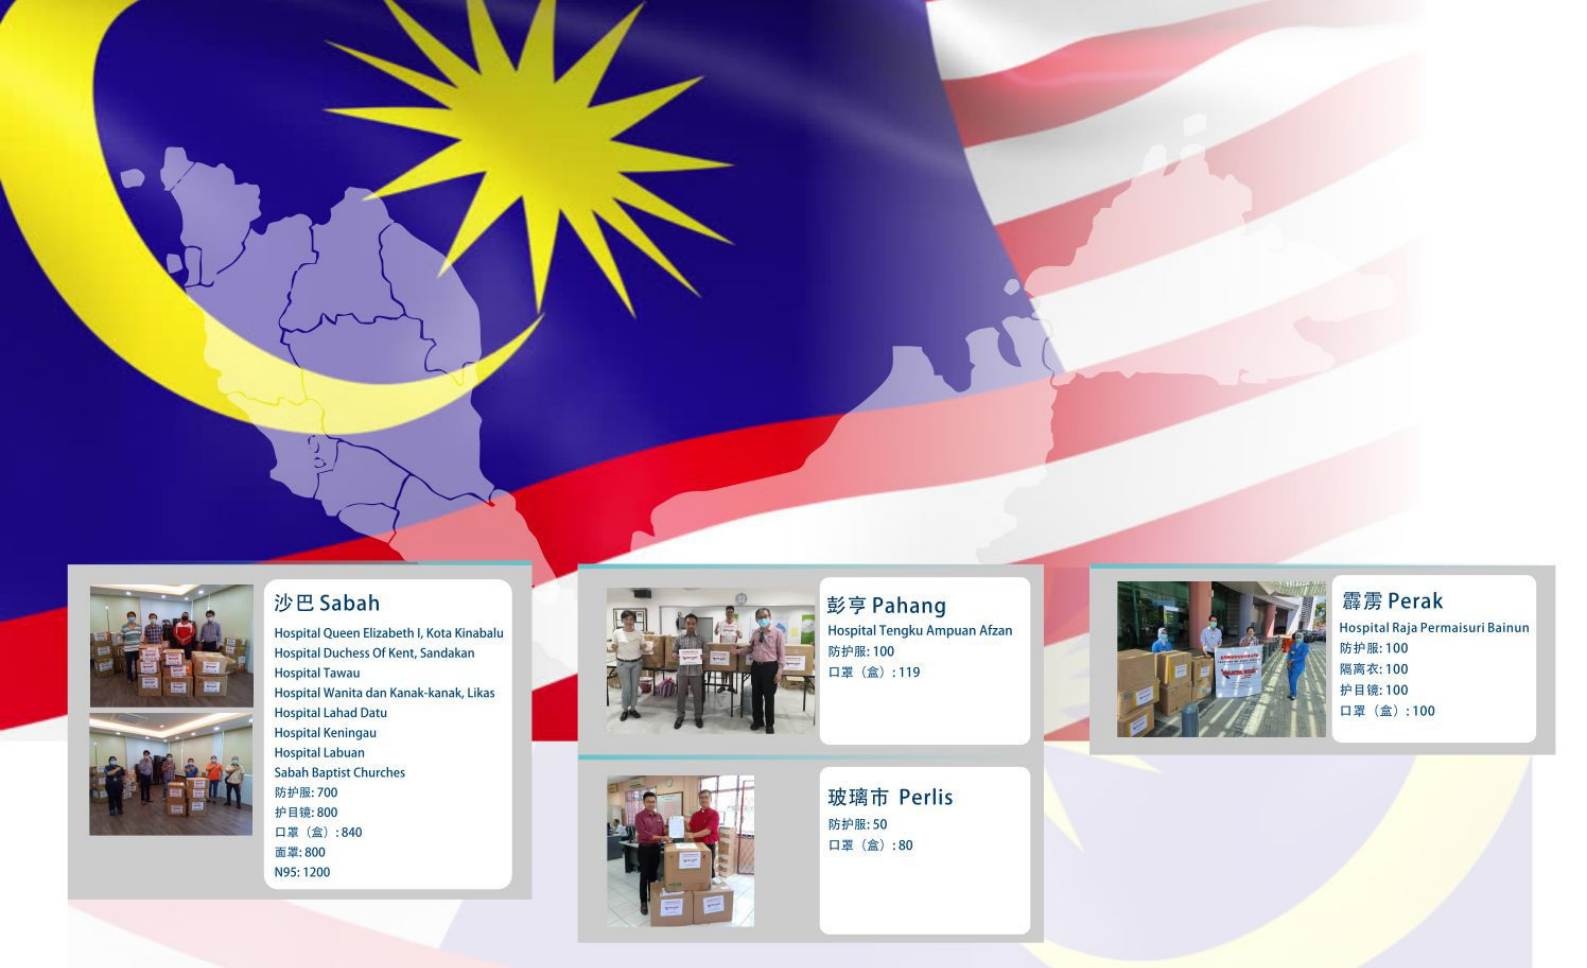 沙巴 Sabah
Hospital Queen Elizabeth I, Kota Kinabalu
Hospital Duchess Of Kent, Sandakan
Hospital Tawau
Hospital Wanita dan Kanak-kanak, Likas
Hospital Lahad Datu
Hospital Keningau
Hospital Labuan
Sabah Baptist Churches
防护服: 700
护目镜: 800
口罩（盒）: 840
面罩: 800
N95: 1200
彭亨 Pahang
Hospital Tengku Ampuan Afzan
防护服: 100
口罩（盒）: 119
玻璃市 Perlis
防护服: 50
口罩（盒）: 80
霹雳 Perak
Hospital Raja Permaisuri Bainun
防护服: 100
隔离衣: 100
护目镜: 100
口罩（盒）: 100